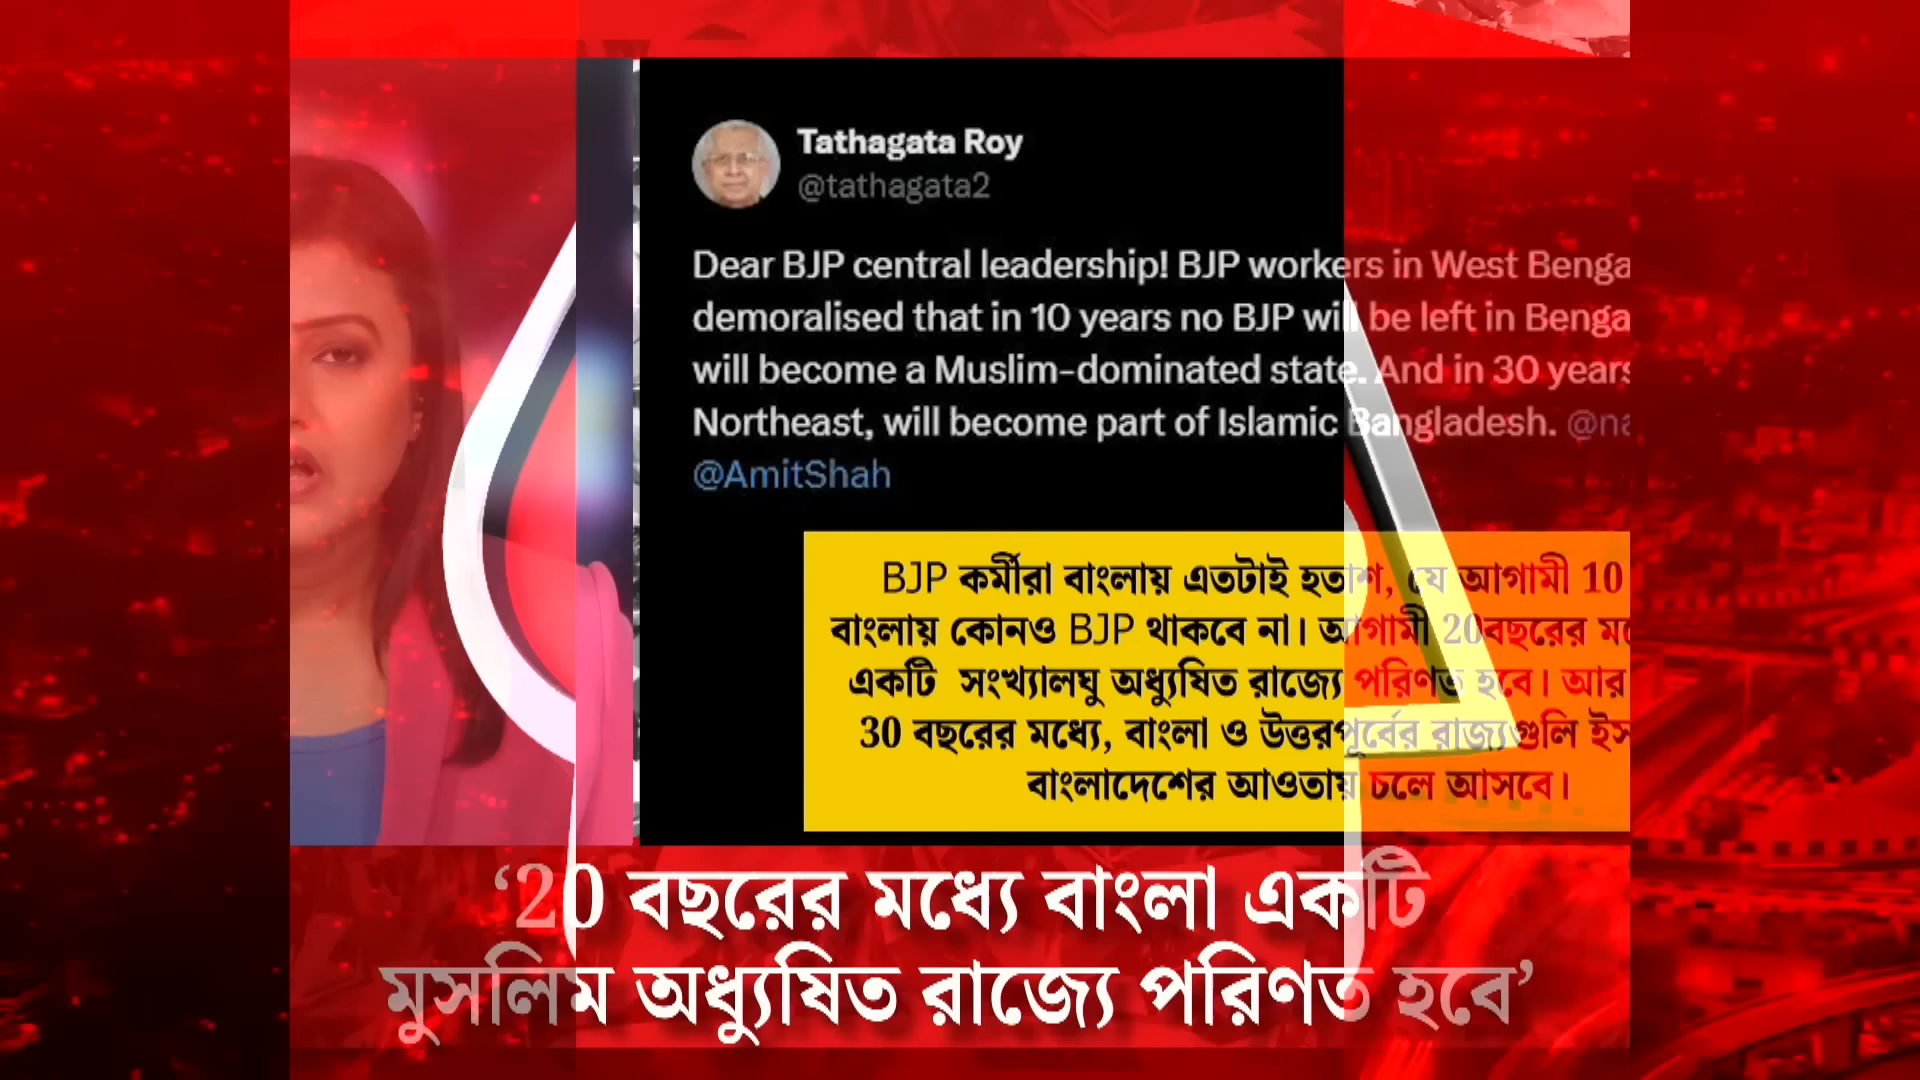 Tathagata Roy
@tathagata2
Dear BJP central leadership! BJP workers in West Benga
demoralised that in 10 years no BJP will be left in Benga
will become a Muslim-dominated state. And in 30 years
Northeast, will become part of Islamic Bangladesh. @na
@AmitShah
BJP কর্মীরা বাংলায় এতটাই হতাশ, যে আগামী 10
বাংলায় কোনও BJP থাকবে না। আগামী 20বছরের
একটি সংখ্যালঘু অধ্যুষিত রাজ্যে পরিণত হবে। আর
30 বছরের মধ্যে, বাংলা ও উত্তরপূর্বের রাজ্যগুলি
বাংলাদেশের আওতায় চলে আসবে।
‘20 বছরের মধ্যে বাংলা একটি
মুসলিম অধ্যুষিত রাজ্যে পরিণত হবে’